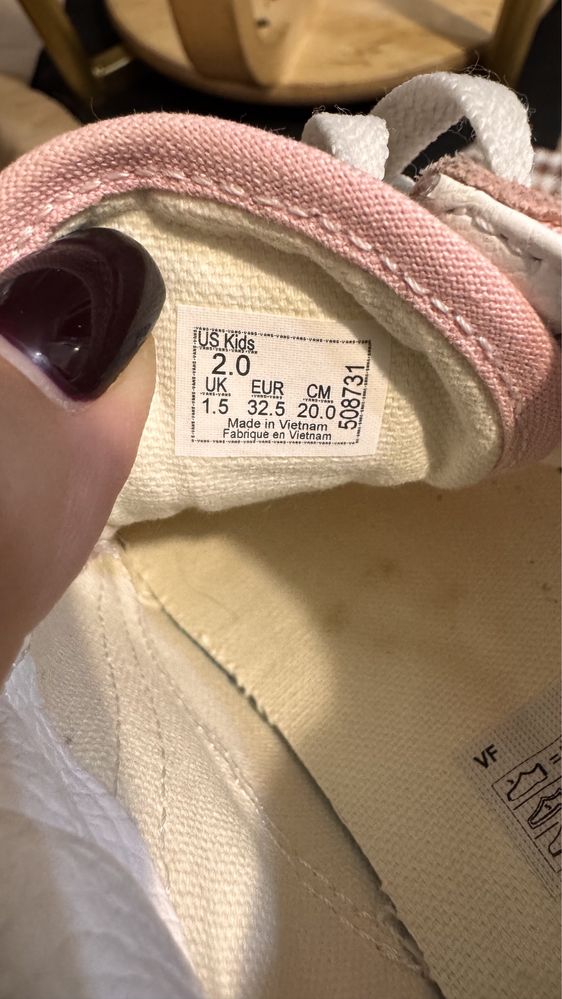 US Kids
2.0
UK EUR CM
1.5 32.5 20.0
Made in Vietnam
Fabrique en Vietnam
508731
VF